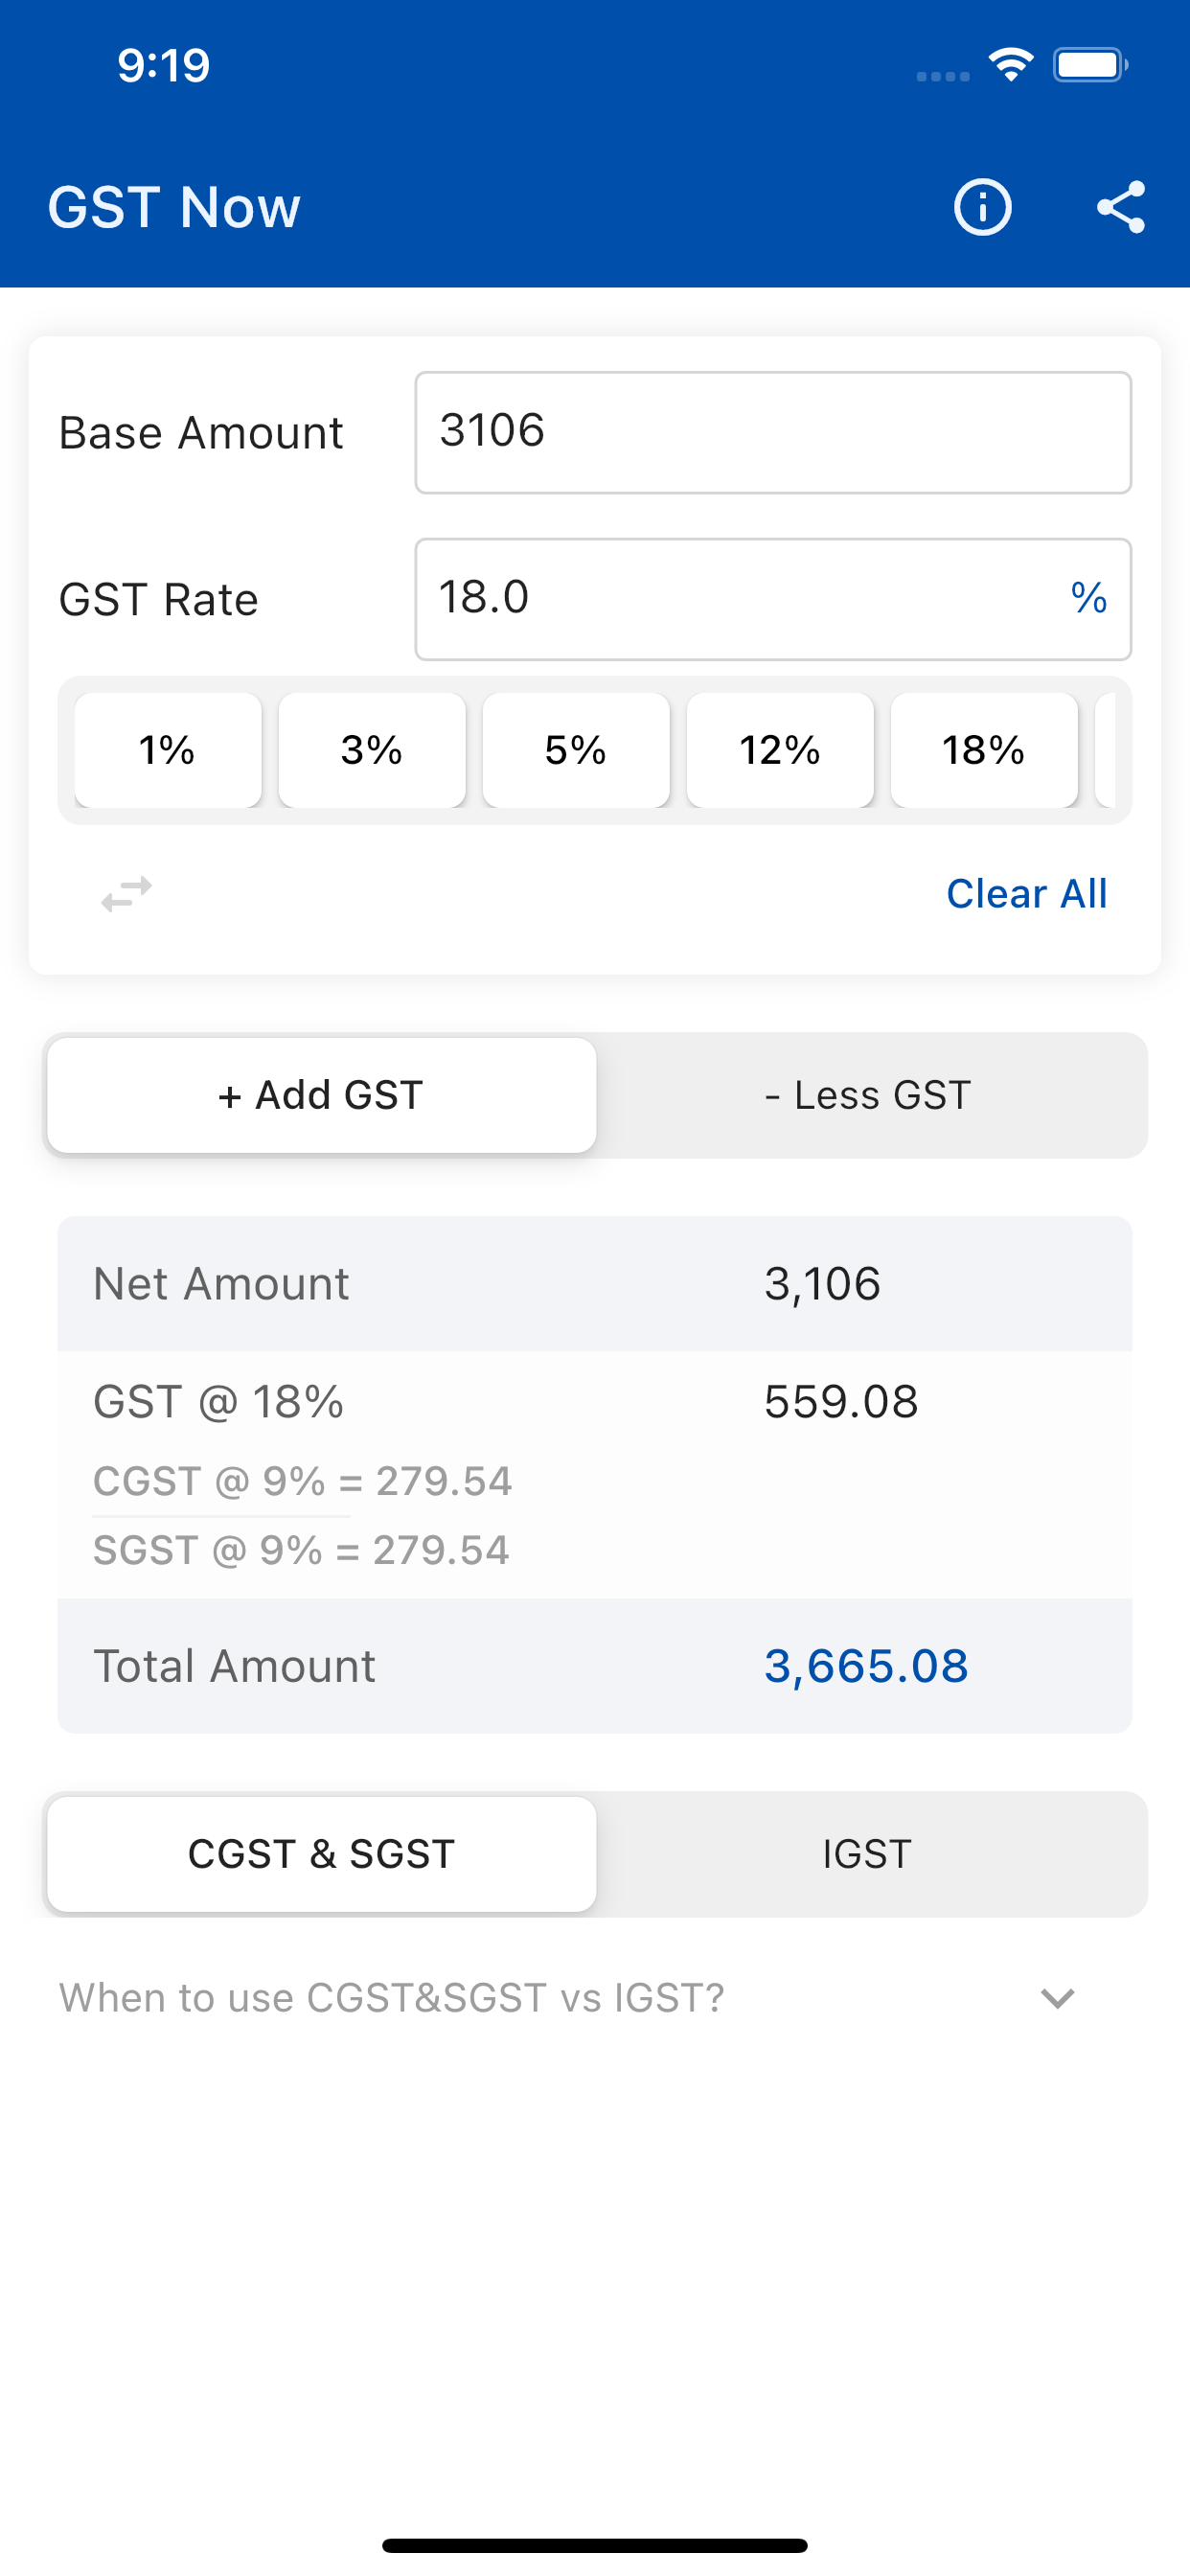 9:19
GST Now
Base Amount 3106
GST Rate 18.0 %
1% 3% 5% 12% 18%
Clear All
+ Add GST - Less GST
Net Amount 3,106
GST @ 18% 559.08
CGST @ 9% = 279.54
SGST @ 9% = 279.54
Total Amount 3,665.08
CGST & SGST IGST
When to use CGST&SGST vs IGST?